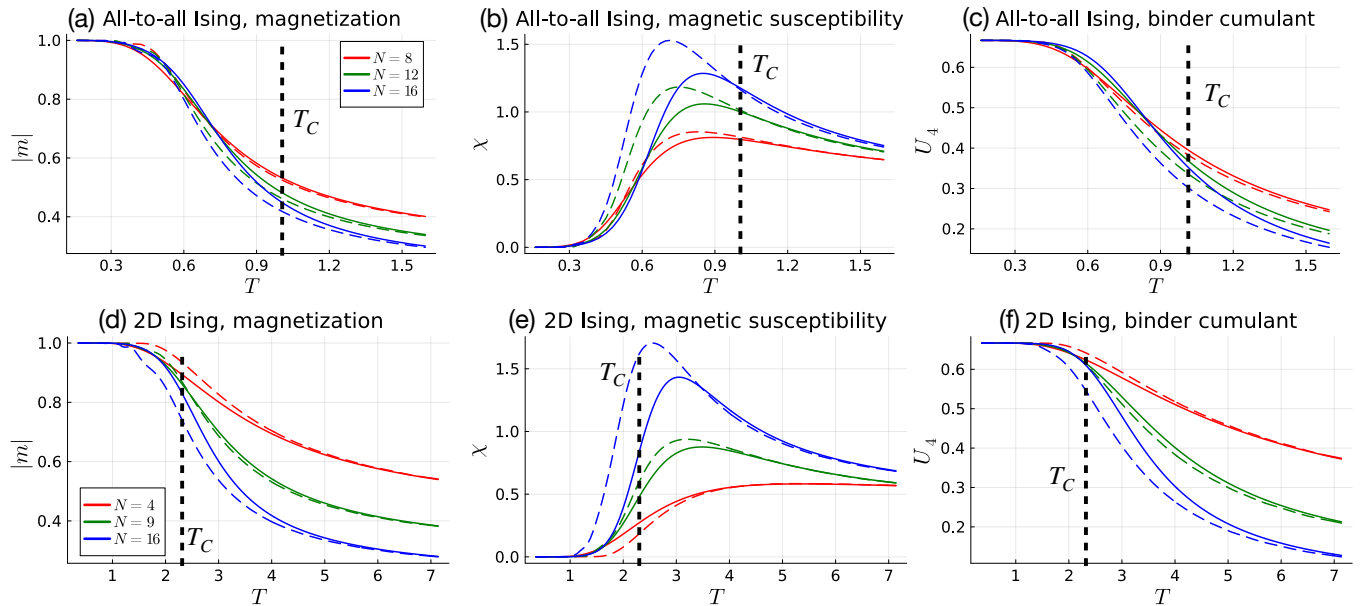 (a) All-to-all Ising, magnetization
1.0
0.8
0.6
0.4
|m|
N = 8
N = 12
N = 16
T_C
0.3 0.6 0.9 1.2 1.5
T
(b) All-to-all Ising, magnetic susceptibility
1.5
1.0
0.5
0.0
χ
T_C
0.3 0.6 0.9 1.2 1.5
T
(c) All-to-all Ising, binder cumulant
0.6
0.5
0.4
0.3
0.2
U_4
T_C
0.3 0.6 0.9 1.2 1.5
T
(d) 2D Ising, magnetization
1.0
0.8
0.6
0.4
|m|
N = 4
N = 9
N = 16
T_C
1 2 3 4 5 6 7
T
(e) 2D Ising, magnetic susceptibility
1.5
1.0
0.5
0.0
χ
T_C
1 2 3 4 5 6 7
T
(f) 2D Ising, binder cumulant
0.6
0.5
0.4
0.3
0.2
U_4
T_C
1 2 3 4 5 6 7
T